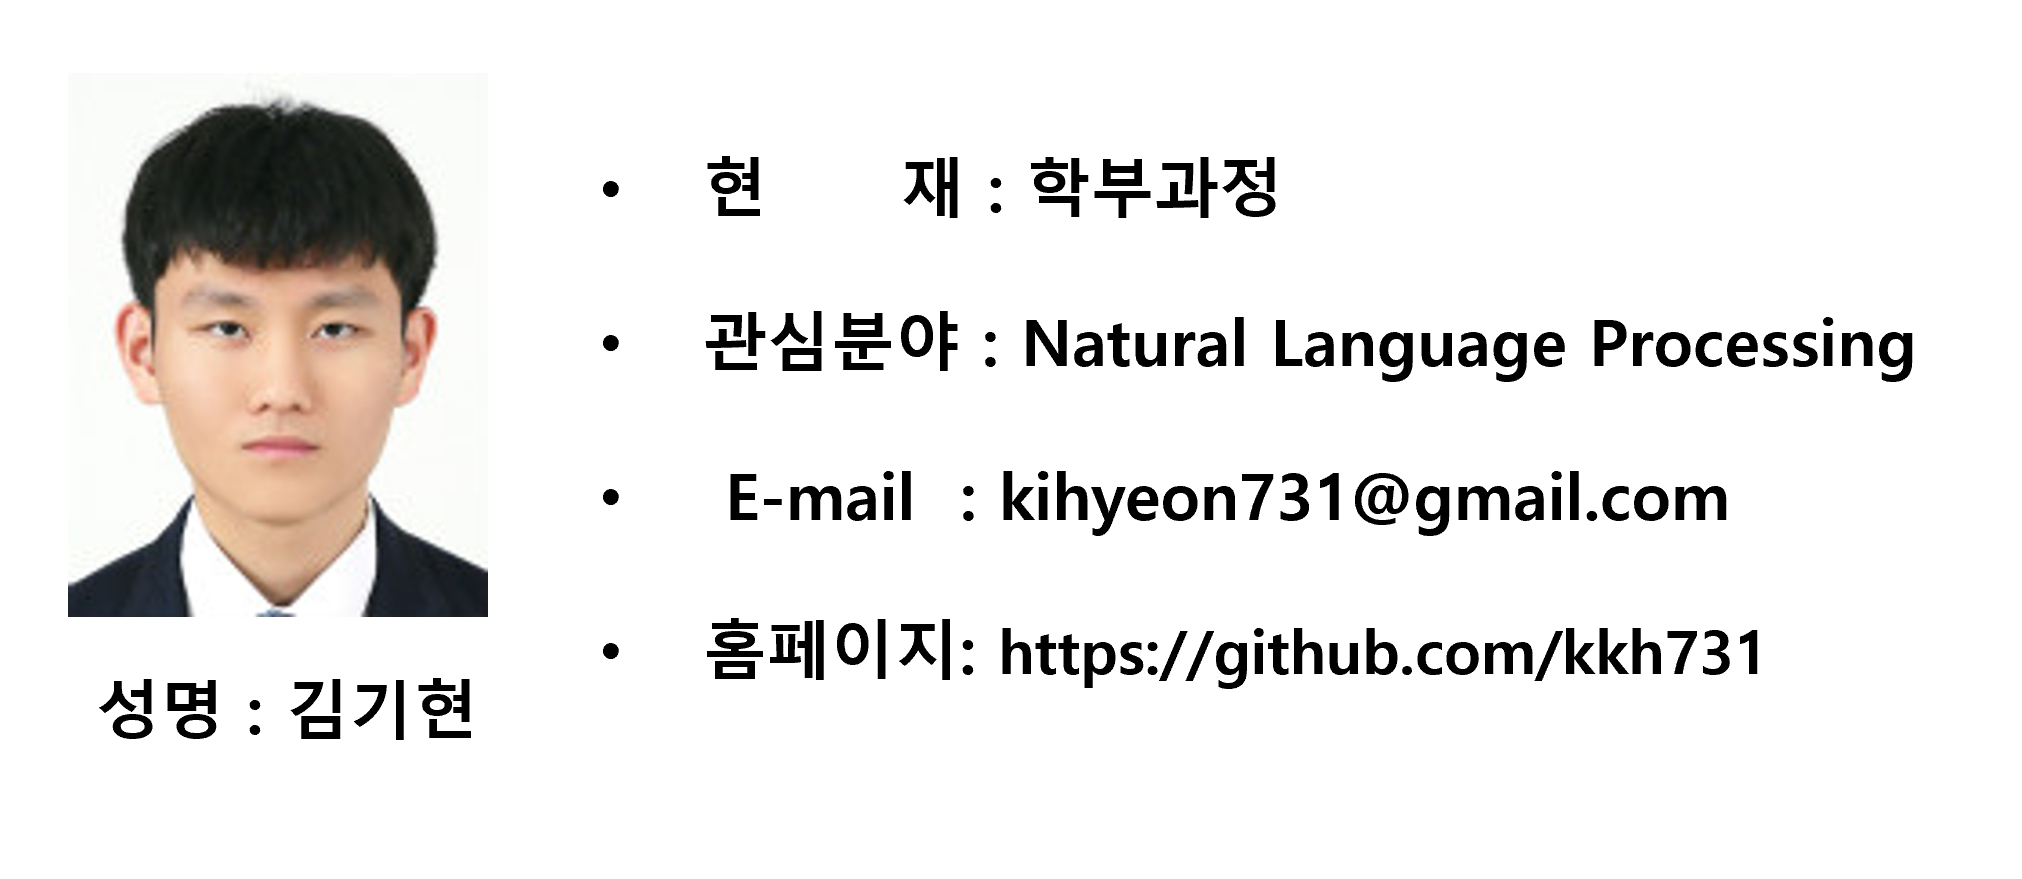 • 현 재 : 학부과정
• 관심분야 : Natural Language Processing
• E-mail : kihyeon731@gmail.com
• 홈페이지: https://github.com/kkh731
성명 : 김기현